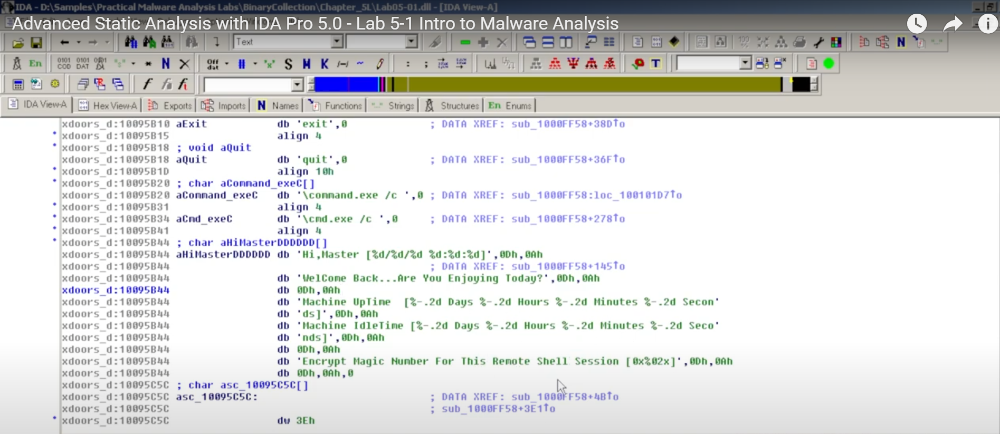 IDA - D:\Samples\Practical Malware Analysis Labs\BinaryCollection\Chapter_5L\Lab05-01.dll - [IDA View-A]
Advanced Static Analysis with IDA Pro 5.0 - Lab 5-1 Intro to Malware Analysis
Text
En
IDA View-A Hex View-A Exports Imports N Names Functions Strings Structures En Enums
xdoors_d:10095B10 aExit db 'exit',0 ; DATA XREF: sub_1000FF58+38D↑o
xdoors_d:10095B15 align 4
xdoors_d:10095B18 ; void aQuit
xdoors_d:10095B18 aQuit db 'quit',0 ; DATA XREF: sub_1000FF58+36F↑o
xdoors_d:10095B1D align 10h
xdoors_d:10095B20 ; char aCommand_exeC[]
xdoors_d:10095B20 aCommand_exeC db '\command.exe /c ',0 ; DATA XREF: sub_1000FF58:loc_100101D7↑o
xdoors_d:10095B31 align 4
xdoors_d:10095B34 aCmd_exeC db '\cmd.exe /c ',0 ; DATA XREF: sub_1000FF58+278↑o
xdoors_d:10095B41 align 4
xdoors_d:10095B44 ; char aHiMasterDDDDDD[]
xdoors_d:10095B44 aHiMasterDDDDDD db 'Hi,Master [%d/%d/%d %d:%d:%d]',0Dh,0Ah
xdoors_d:10095B44 ; DATA XREF: sub_1000FF58+145↑o
xdoors_d:10095B44 db 'WelCome Back...Are You Enjoying Today?',0Dh,0Ah
xdoors_d:10095B44 db 0Dh,0Ah
xdoors_d:10095B44 db 'Machine UpTime  [%-.2d Days %-.2d Hours %-.2d Minutes %-.2d Secon'
xdoors_d:10095B44 db 'ds]',0Dh,0Ah
xdoors_d:10095B44 db 'Machine IdleTime [%-.2d Days %-.2d Hours %-.2d Minutes %-.2d Seco'
xdoors_d:10095B44 db 'nds]',0Dh,0Ah
xdoors_d:10095B44 db 0Dh,0Ah
xdoors_d:10095B44 db 'Encrypt Magic Number For This Remote Shell Session [0x%02x]',0Dh,0Ah
xdoors_d:10095B44 db 0Dh,0Ah,0
xdoors_d:10095C5C ; char asc_10095C5C[]
xdoors_d:10095C5C asc_10095C5C: ; DATA XREF: sub_1000FF58+4B↑o
xdoors_d:10095C5C ; sub_1000FF58+3E1↑o
xdoors_d:10095C5C dw 3Eh